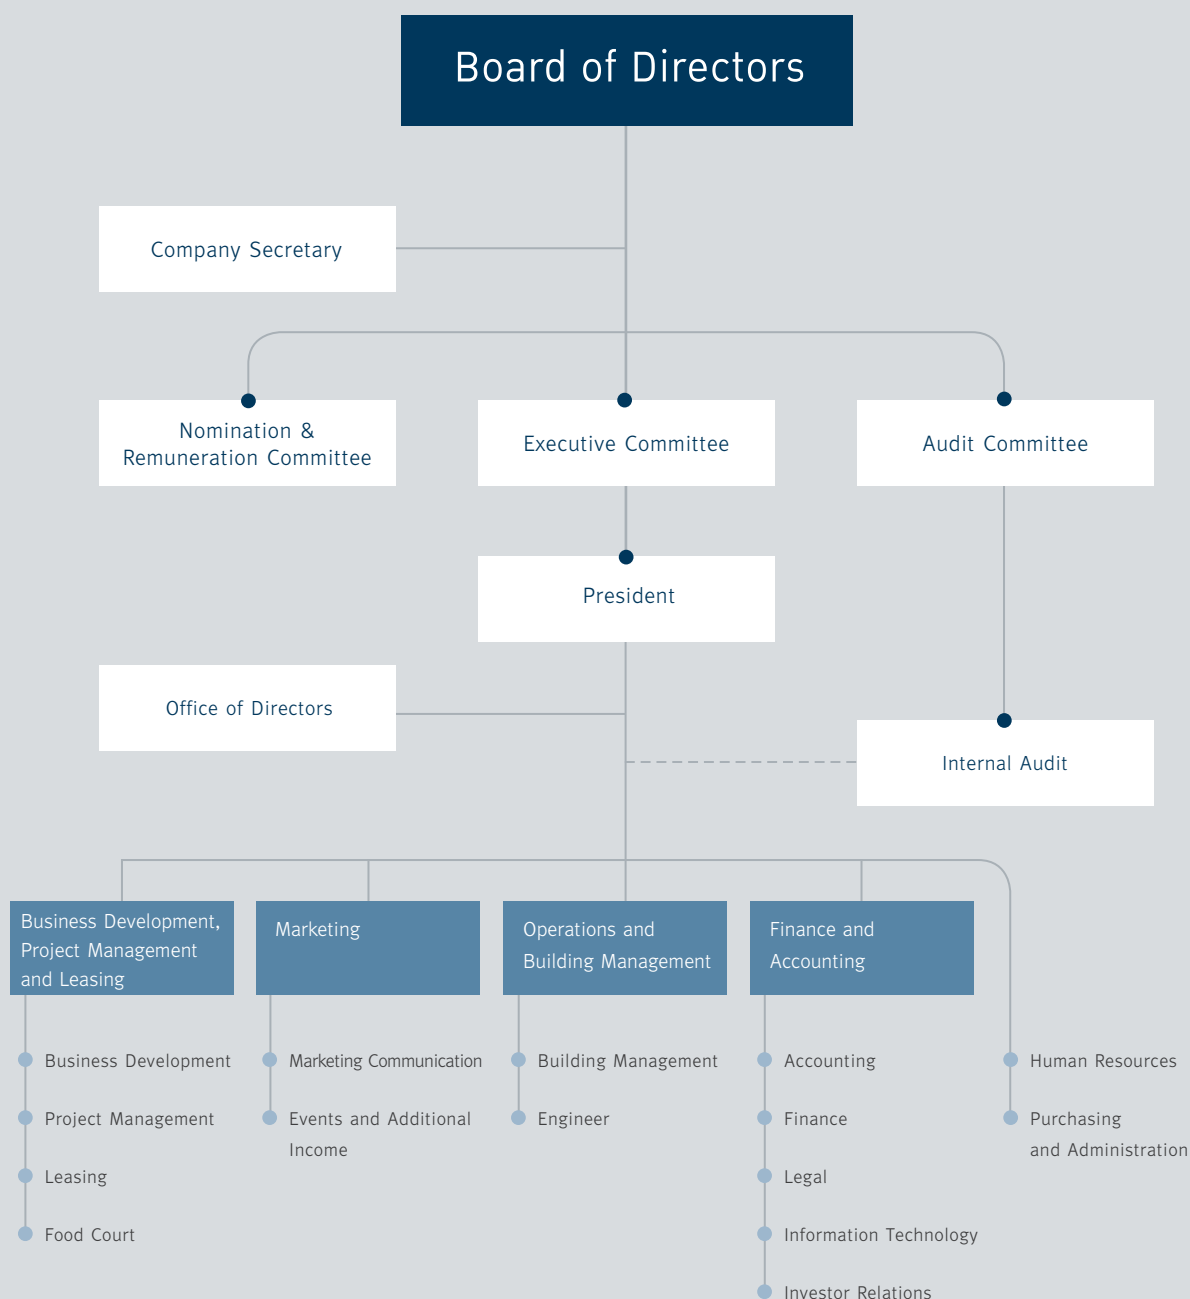 Board of Directors
Company Secretary
Nomination &
Remuneration Committee
Executive Committee
Audit Committee
President
Office of Directors
Internal Audit
Business Development,
Project Management
and Leasing
Marketing
Operations and
Building Management
Finance and
Accounting
Business Development
Project Management
Leasing
Food Court
Marketing Communication
Events and Additional
Income
Building Management
Engineer
Accounting
Finance
Legal
Information Technology
Investor Relations
Human Resources
Purchasing
and Administration